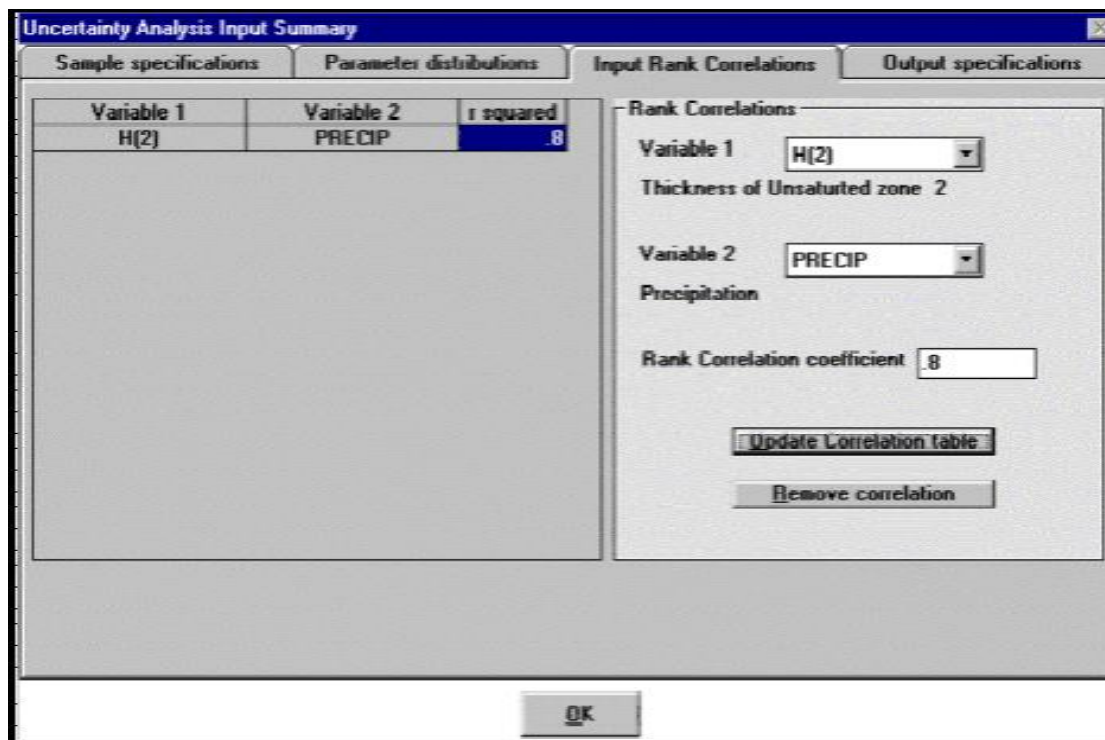 Uncertainty Analysis Input Summary
Sample specifications Parameter distributions Input Rank Correlations Output specifications
Variable 1 Variable 2 r squared
H(2) PRECIP .8
Rank Correlations
Variable 1 H(2)
Thickness of Unsaturted zone 2
Variable 2 PRECIP
Precipitation
Rank Correlation coefficient .8
Update Correlation table
Remove correlation
OK